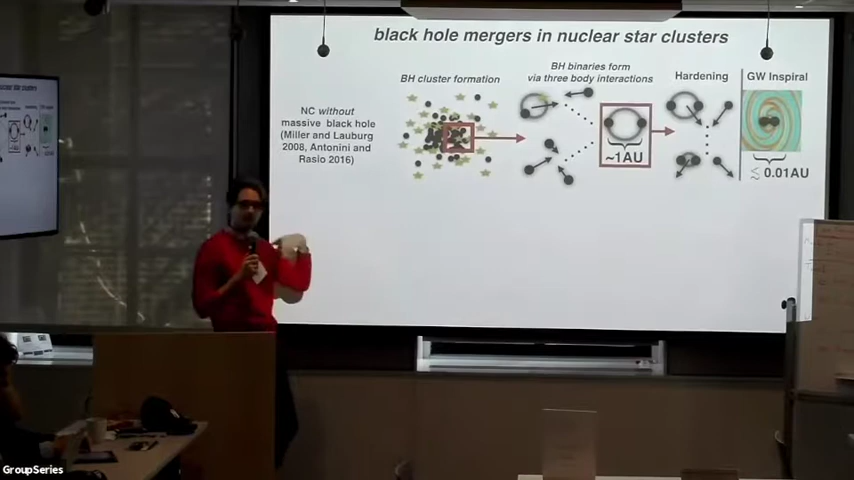 black hole mergers in nuclear star clusters
BH cluster formation
BH binaries form
via three body interactions
Hardening
GW Inspiral
NC without
massive black hole
(Miller and Lauburg
2008, Antonini and
Rasio 2016)
~1AU
≲ 0.01AU
GroupSeries